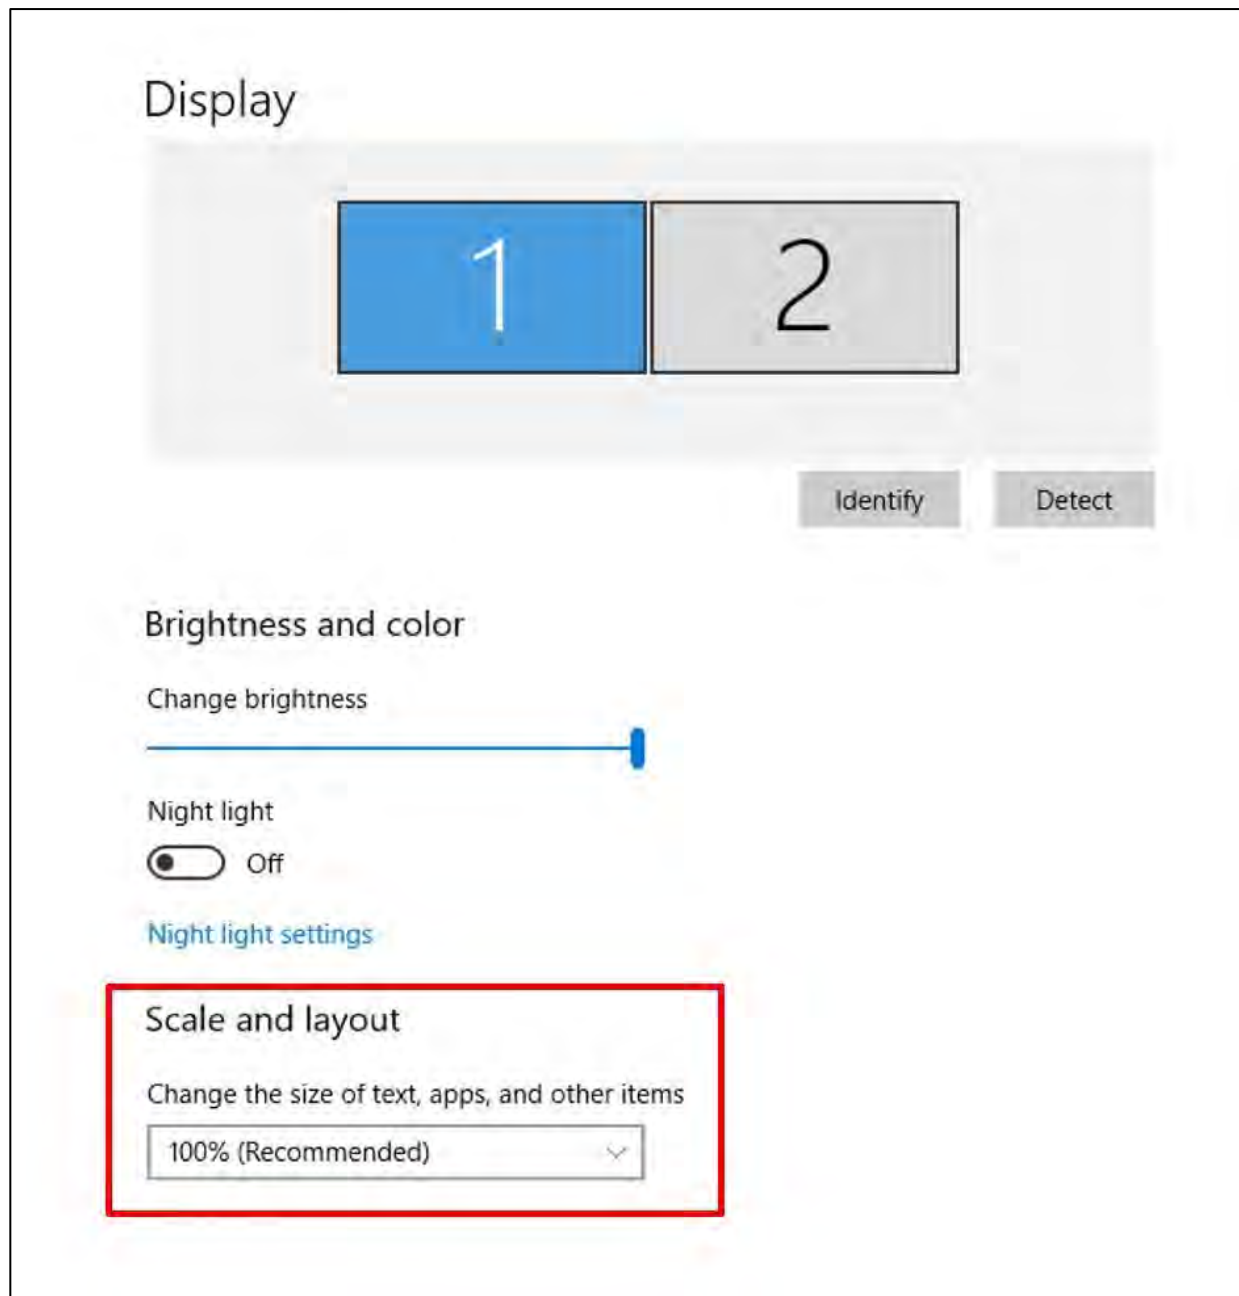 Display
1 2
Identify Detect
Brightness and color
Change brightness
Night light
Off
Night light settings
Scale and layout
Change the size of text, apps, and other items
100% (Recommended)